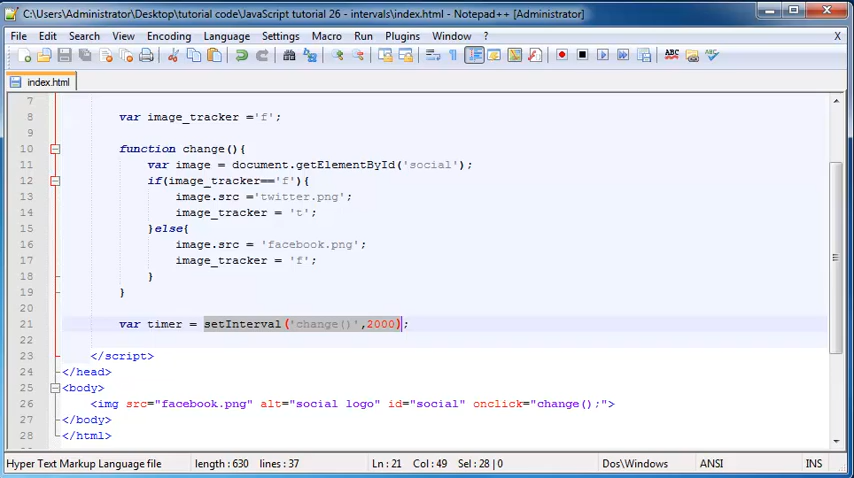 C:\Users\Administrator\Desktop\tutorial code\JavaScript tutorial 26 - intervals\index.html - Notepad++ [Administrator]
File Edit Search View Encoding Language Settings Macro Run Plugins Window ? X
index.html
7
8 var image_tracker ='f';
9
10 function change(){
11 var image = document.getElementById('social');
12 if(image_tracker=='f'){
13 image.src ='twitter.png';
14 image_tracker = 't';
15 }else{
16 image.src = 'facebook.png';
17 image_tracker = 'f';
18 }
19 }
20
21 var timer = setInterval('change()',2000);
22
23 </script>
24 </head>
25 <body>
26 <img src="facebook.png" alt="social logo" id="social" onclick="change();">
27 </body>
28 </html>
Hyper Text Markup Language file length : 630 lines : 37 Ln : 21 Col : 49 Sel : 28 | 0 Dos\Windows ANSI INS